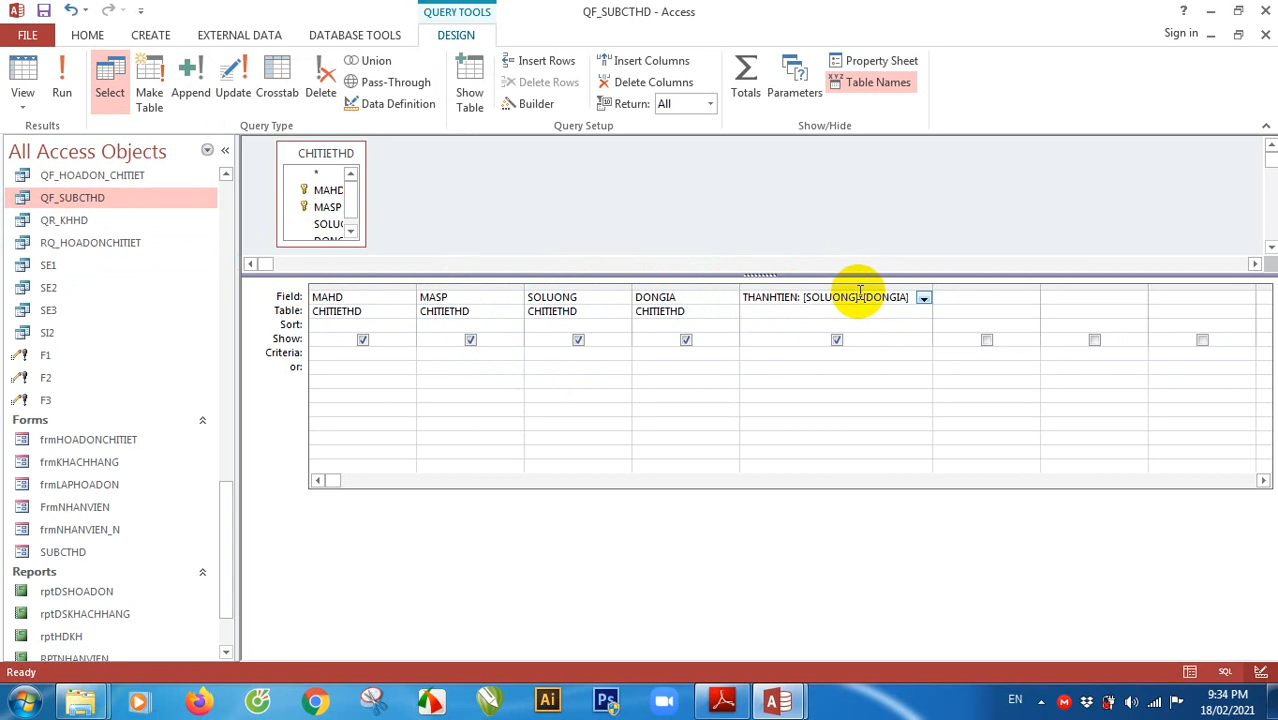 QUERY TOOLS
QF_SUBCTHD - Access
FILE
HOME
CREATE
EXTERNAL DATA
DATABASE TOOLS
DESIGN
Sign in
View
Run
Select
Make Table
Append
Update
Crosstab
Delete
Union
Pass-Through
Data Definition
Show Table
Insert Rows
Delete Rows
Builder
Insert Columns
Delete Columns
Return: All
Totals
Parameters
Property Sheet
Table Names
Results
Query Type
Query Setup
Show/Hide
All Access Objects
QF_HOADON_CHITIET
QF_SUBCTHD
QR_KHHD
RQ_HOADONCHITIET
SE1
SE2
SE3
SI2
F1
F2
F3
Forms
frmHOADONCHITIET
frmKHACHHANG
frmLAPHOADON
FrmNHANVIEN
frmNHANVIEN_N
SUBCTHD
Reports
rptDSHOADON
rptDSKHACHHANG
rptHDKH
RPTNHANVIEN
CHITIETHD
*
MAHD
MASP
Field: MAHD MASP SOLUONG DONGIA THANHTIEN: [SOLUONG]*[DONGIA]
Table: CHITIETHD CHITIETHD CHITIETHD CHITIETHD
Sort:
Show:
Criteria:
or:
Ready
SQL
EN
9:34 PM
18/02/2021